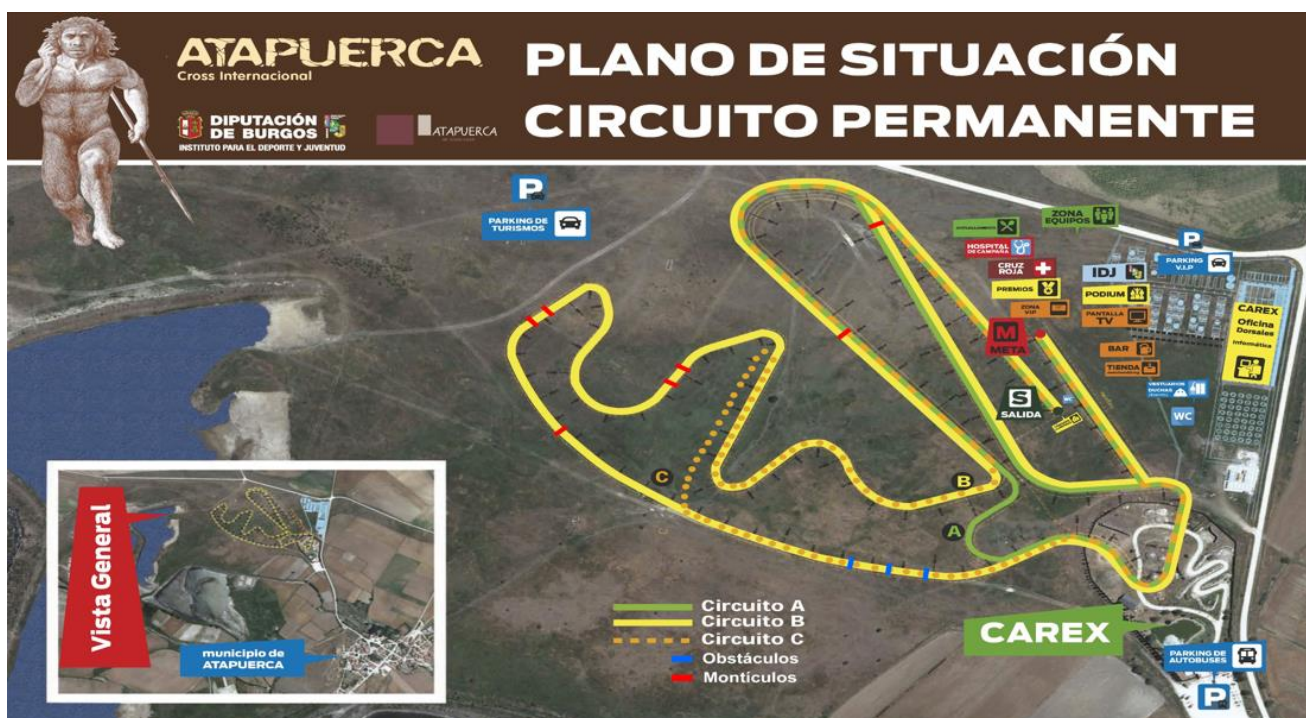 ATAPUERCA
Cross Internacional
DIPUTACIÓN
DE BURGOS
INSTITUTO PARA EL DEPORTE Y JUVENTUD
ATAPUERCA
PLANO DE SITUACIÓN
CIRCUITO PERMANENTE
P
PARKING DE
TURISMOS
ZONA
EQUIPOS
HOSPITAL
DE CAMPAÑA
CRUZ
ROJA
PREMIOS
ZONA
VIP
M
META
IDJ
PODIUM
PANTALLA
TV
BAR
TIENDA
P
PARKING
V.I.P
CAREX
Oficina
Dorsales
Informática
VESTUARIOS
DUCHAS
WC
WC
S
SALIDA
C
B
A
Circuito A
Circuito B
Circuito C
Obstáculos
Montículos
CAREX
PARKING DE
AUTOBUSES
P
Vista General
municipio de
ATAPUERCA